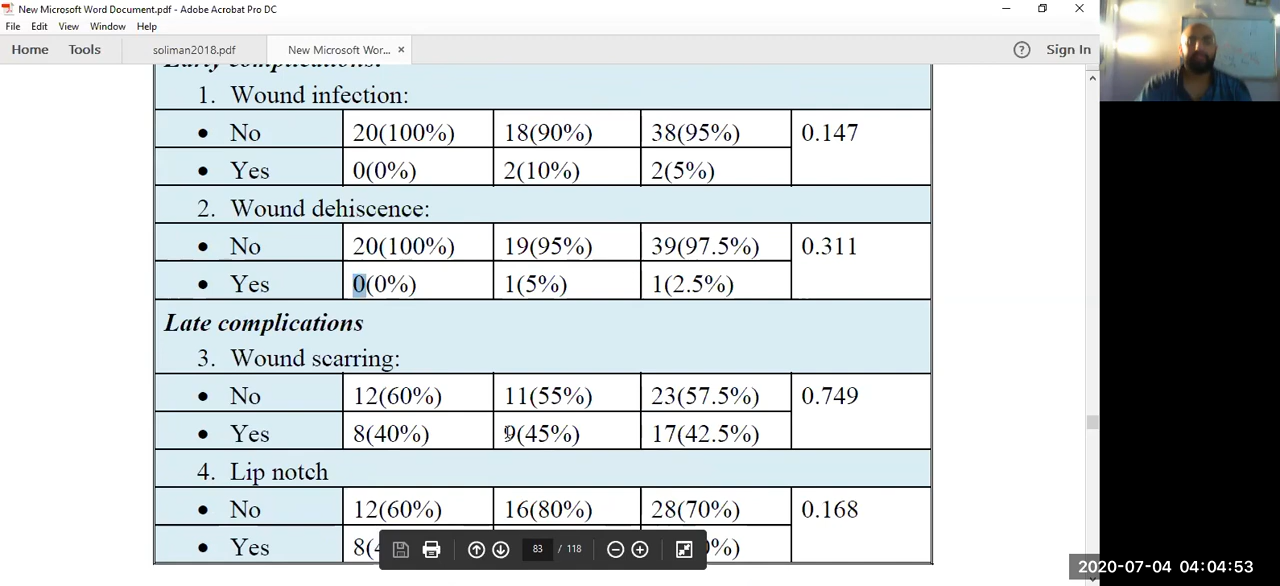 New Microsoft Word Document.pdf - Adobe Acrobat Pro DC
File Edit View Window Help
Home Tools soliman2018.pdf New Microsoft Wor... × ? Sign In
Early complications:
1. Wound infection:
• No 20(100%) 18(90%) 38(95%) 0.147
• Yes 0(0%) 2(10%) 2(5%)
2. Wound dehiscence:
• No 20(100%) 19(95%) 39(97.5%) 0.311
• Yes 0(0%) 1(5%) 1(2.5%)
Late complications
3. Wound scarring:
• No 12(60%) 11(55%) 23(57.5%) 0.749
• Yes 8(40%) 9(45%) 17(42.5%)
4. Lip notch
• No 12(60%) 16(80%) 28(70%) 0.168
• Yes
83 / 118
2020-07-04 04:04:53